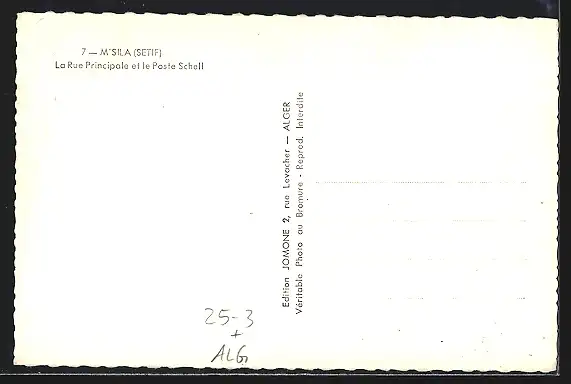 7 — M'SILA (SETIF)
La Rue Principale et le Poste Schell
Edition JOMONE 2, rue Levacher — ALGER
Véritable Photo au Bromure - Reprod. Interdite
25-3
+
ALG